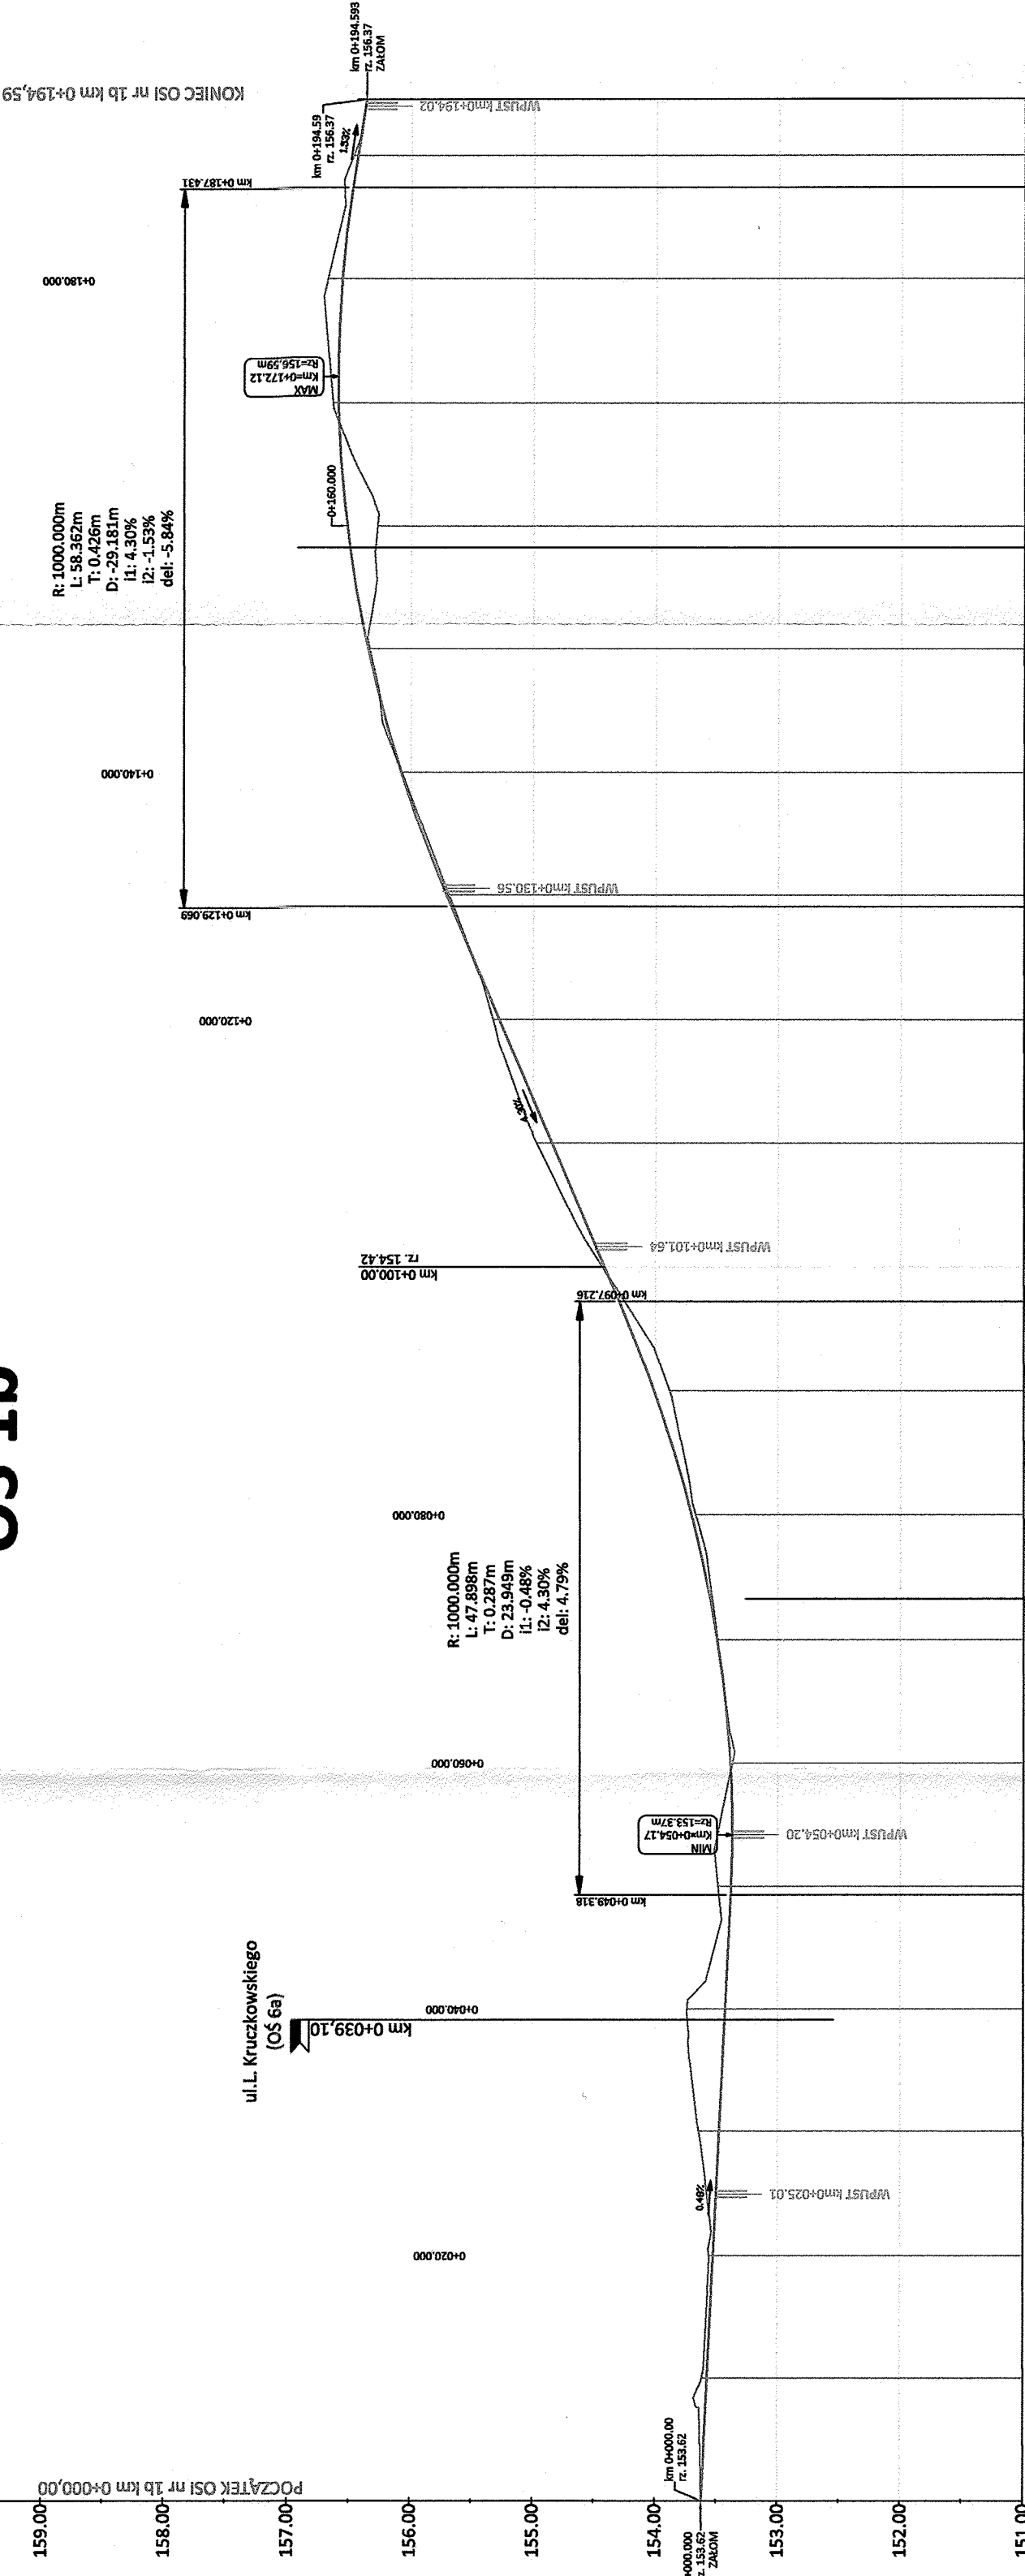 KONIEC OSI nr 1b km 0+194,59
km 0+194.593
rz. 156.37
ZAŁOM
km 0+194.59
rz. 156.37
1.53%
WPUST km0+194.02
km 0+187.431
0+180.000
MAX
Km=0+172.12
Rz=156.59m
R: 1000.000m
L: 58.362m
T: 0.426m
D: -29.181m
i1: 4.30%
i2: -1.53%
del: -5.84%
0+160.000
0+140.000
WPUST km0+130.56
km 0+129.069
0+120.000
4.30%
WPUST km0+101.64
km 0+100.00
rz. 154.42
km 0+097.216
0+080.000
R: 1000.000m
L: 47.898m
T: 0.287m
D: 23.949m
i1: -0.48%
i2: 4.30%
del: 4.79%
0+060.000
MIN
Km=0+054.17
Rz=153.37m
WPUST km0+054.20
km 0+049.318
ul.L. Kruczkowskiego
(OŚ 6a)
km 0+039,10
0+040.000
0.48%
WPUST km0+025.01
0+020.000
km 0+000.00
rz. 153.62
POCZĄTEK OSI nr 1b km 0+000,00
+000.000
rz. 153.62
ZAŁOM
159.00
158.00
157.00
156.00
155.00
154.00
153.00
152.00
151.00